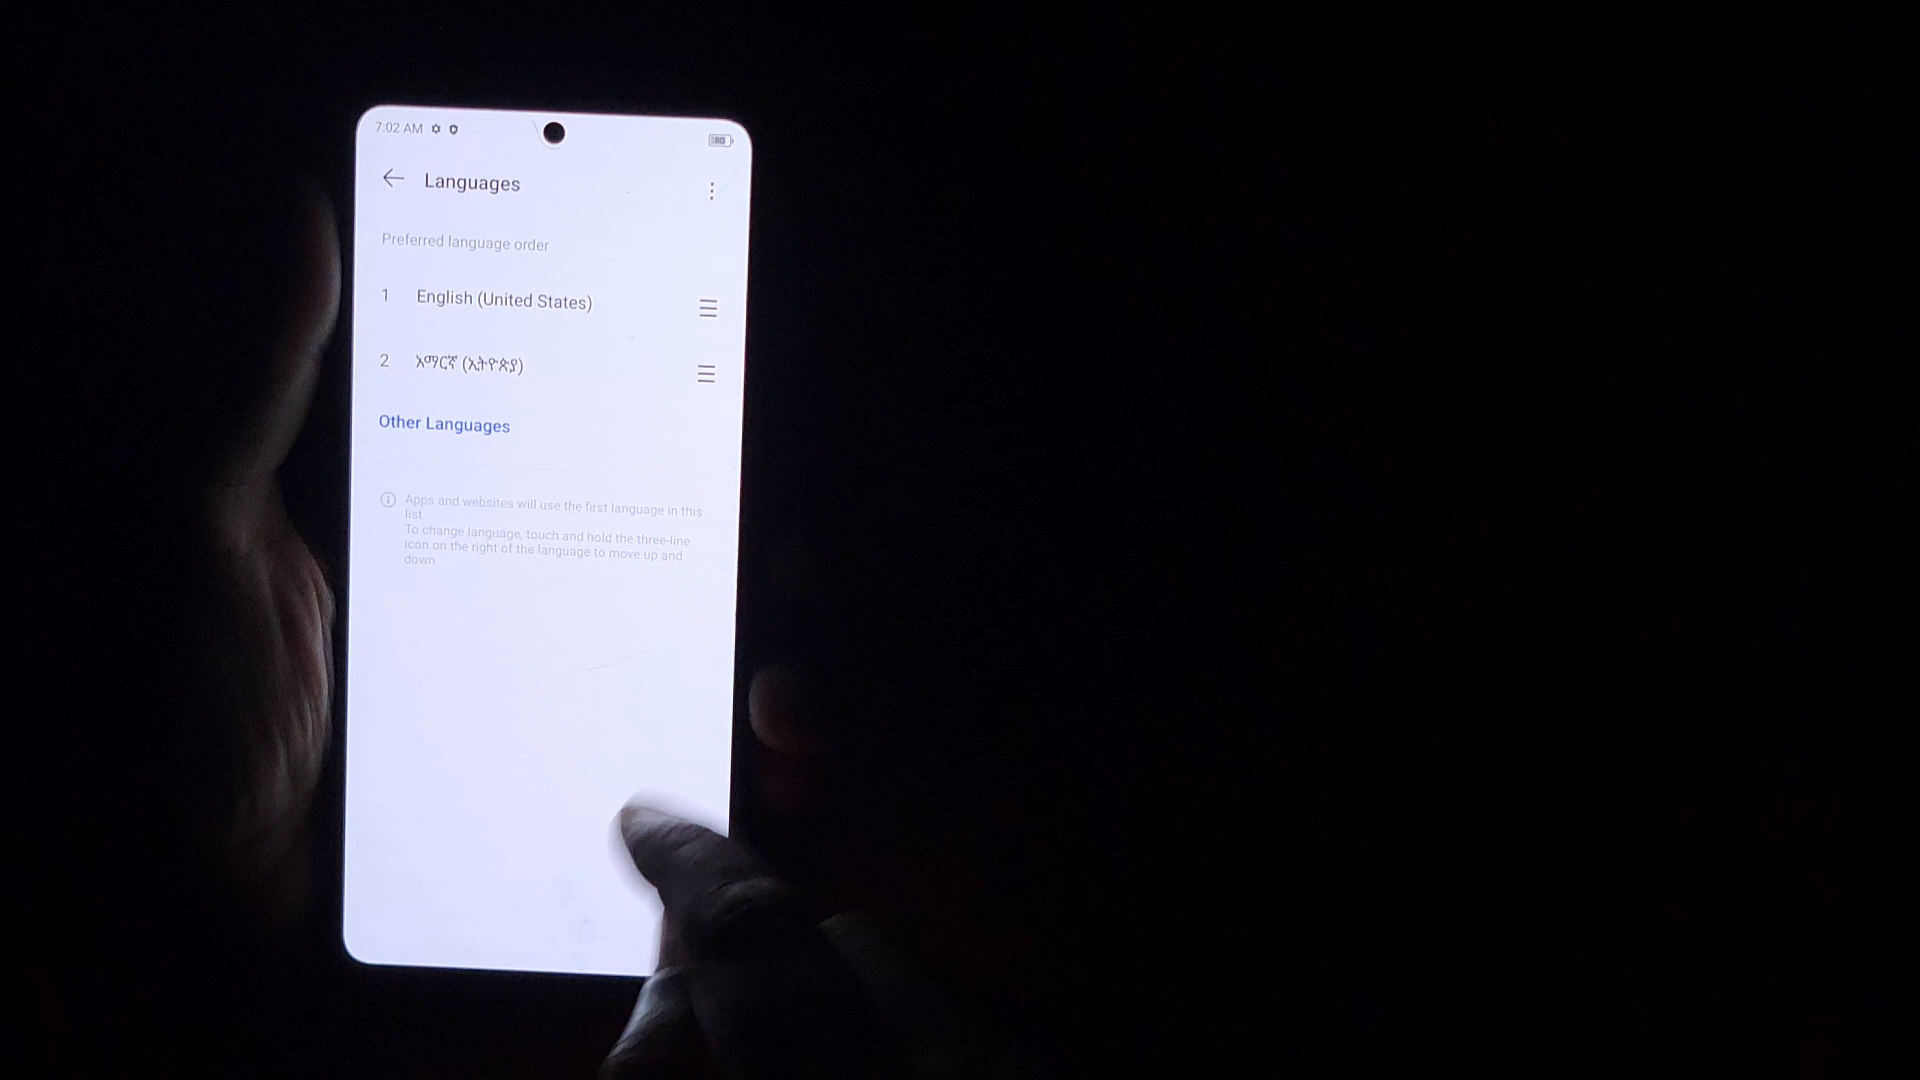 7:02 AM
80
Languages
Preferred language order
1 English (United States)
2 አማርኛ (ኢትዮጵያ)
Other Languages
Apps and websites will use the first language in this
list.
To change language, touch and hold the three-line
icon on the right of the language to move up and
down.